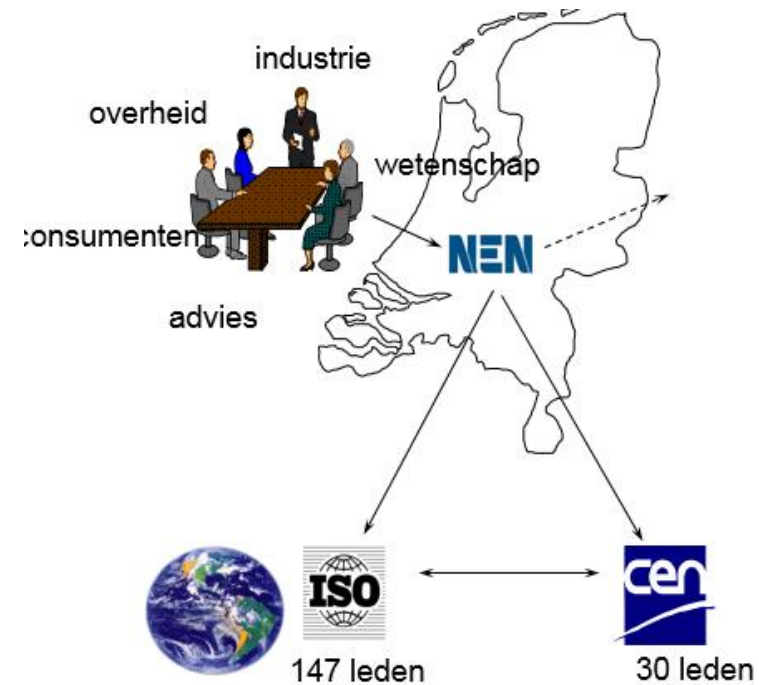 industrie
overheid
wetenschap
consumenten
NEN
advies
ISO
cen
147 leden
30 leden